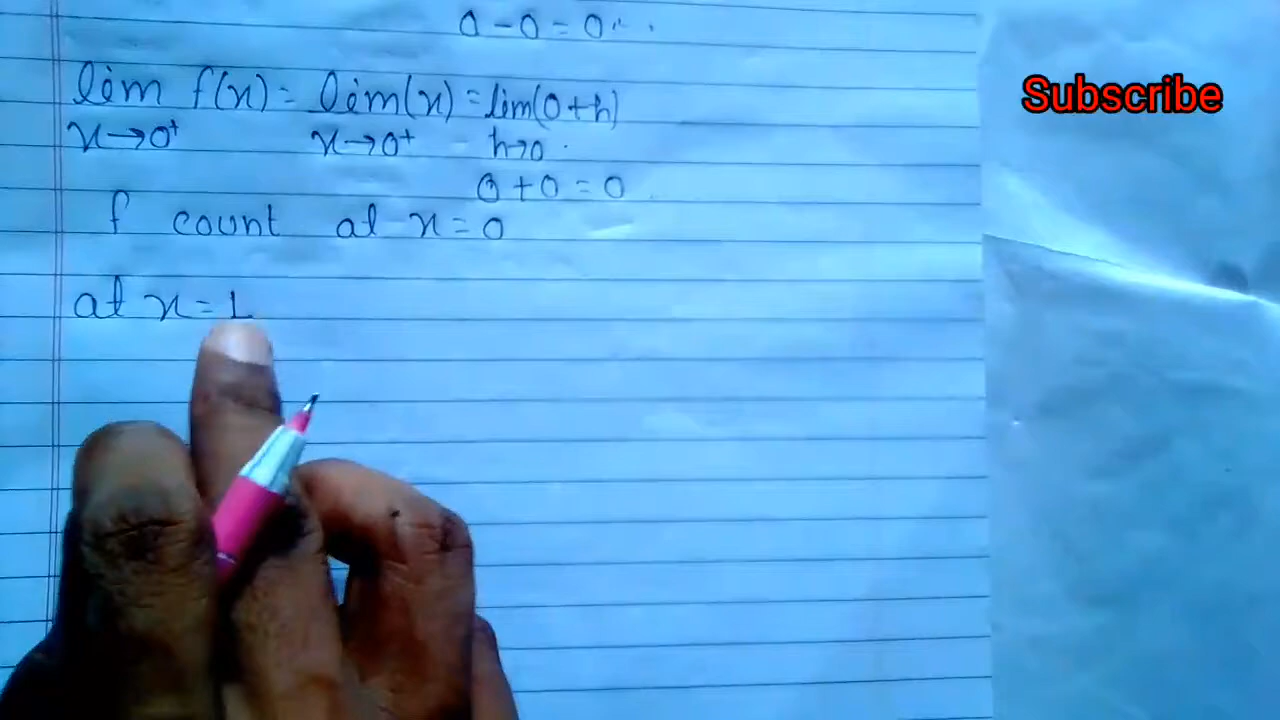 0 - 0 = 0
lim f(x) = lim(x) = lim(0+h)
x→0⁺ x→0⁺ h→0
0 + 0 = 0
f count at x = 0
at x = 1
Subscribe